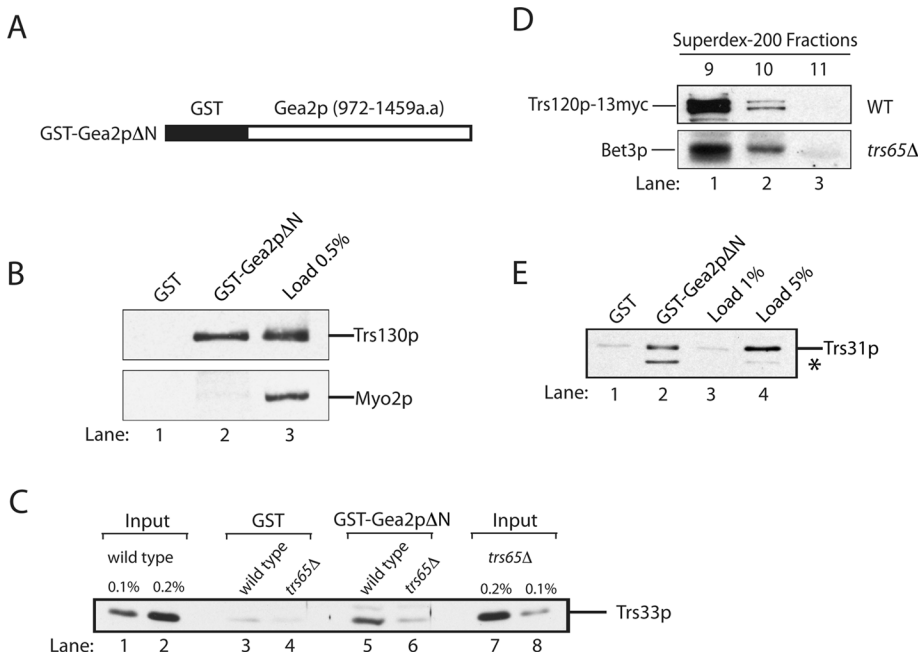 A
GST Gea2p (972-1459a.a)
GST-Gea2pΔN
B
GST GST-Gea2pΔN Load 0.5%
Trs130p
Myo2p
Lane: 1 2 3
C
Input GST GST-Gea2pΔN Input
wild type wild type trs65Δ wild type trs65Δ trs65Δ
0.1% 0.2% 0.2% 0.1%
Trs33p
Lane: 1 2 3 4 5 6 7 8
D
Superdex-200 Fractions
9 10 11
Trs120p-13myc WT
Bet3p trs65Δ
Lane: 1 2 3
E
GST GST-Gea2pΔN Load 1% Load 5%
Trs31p
*
Lane: 1 2 3 4